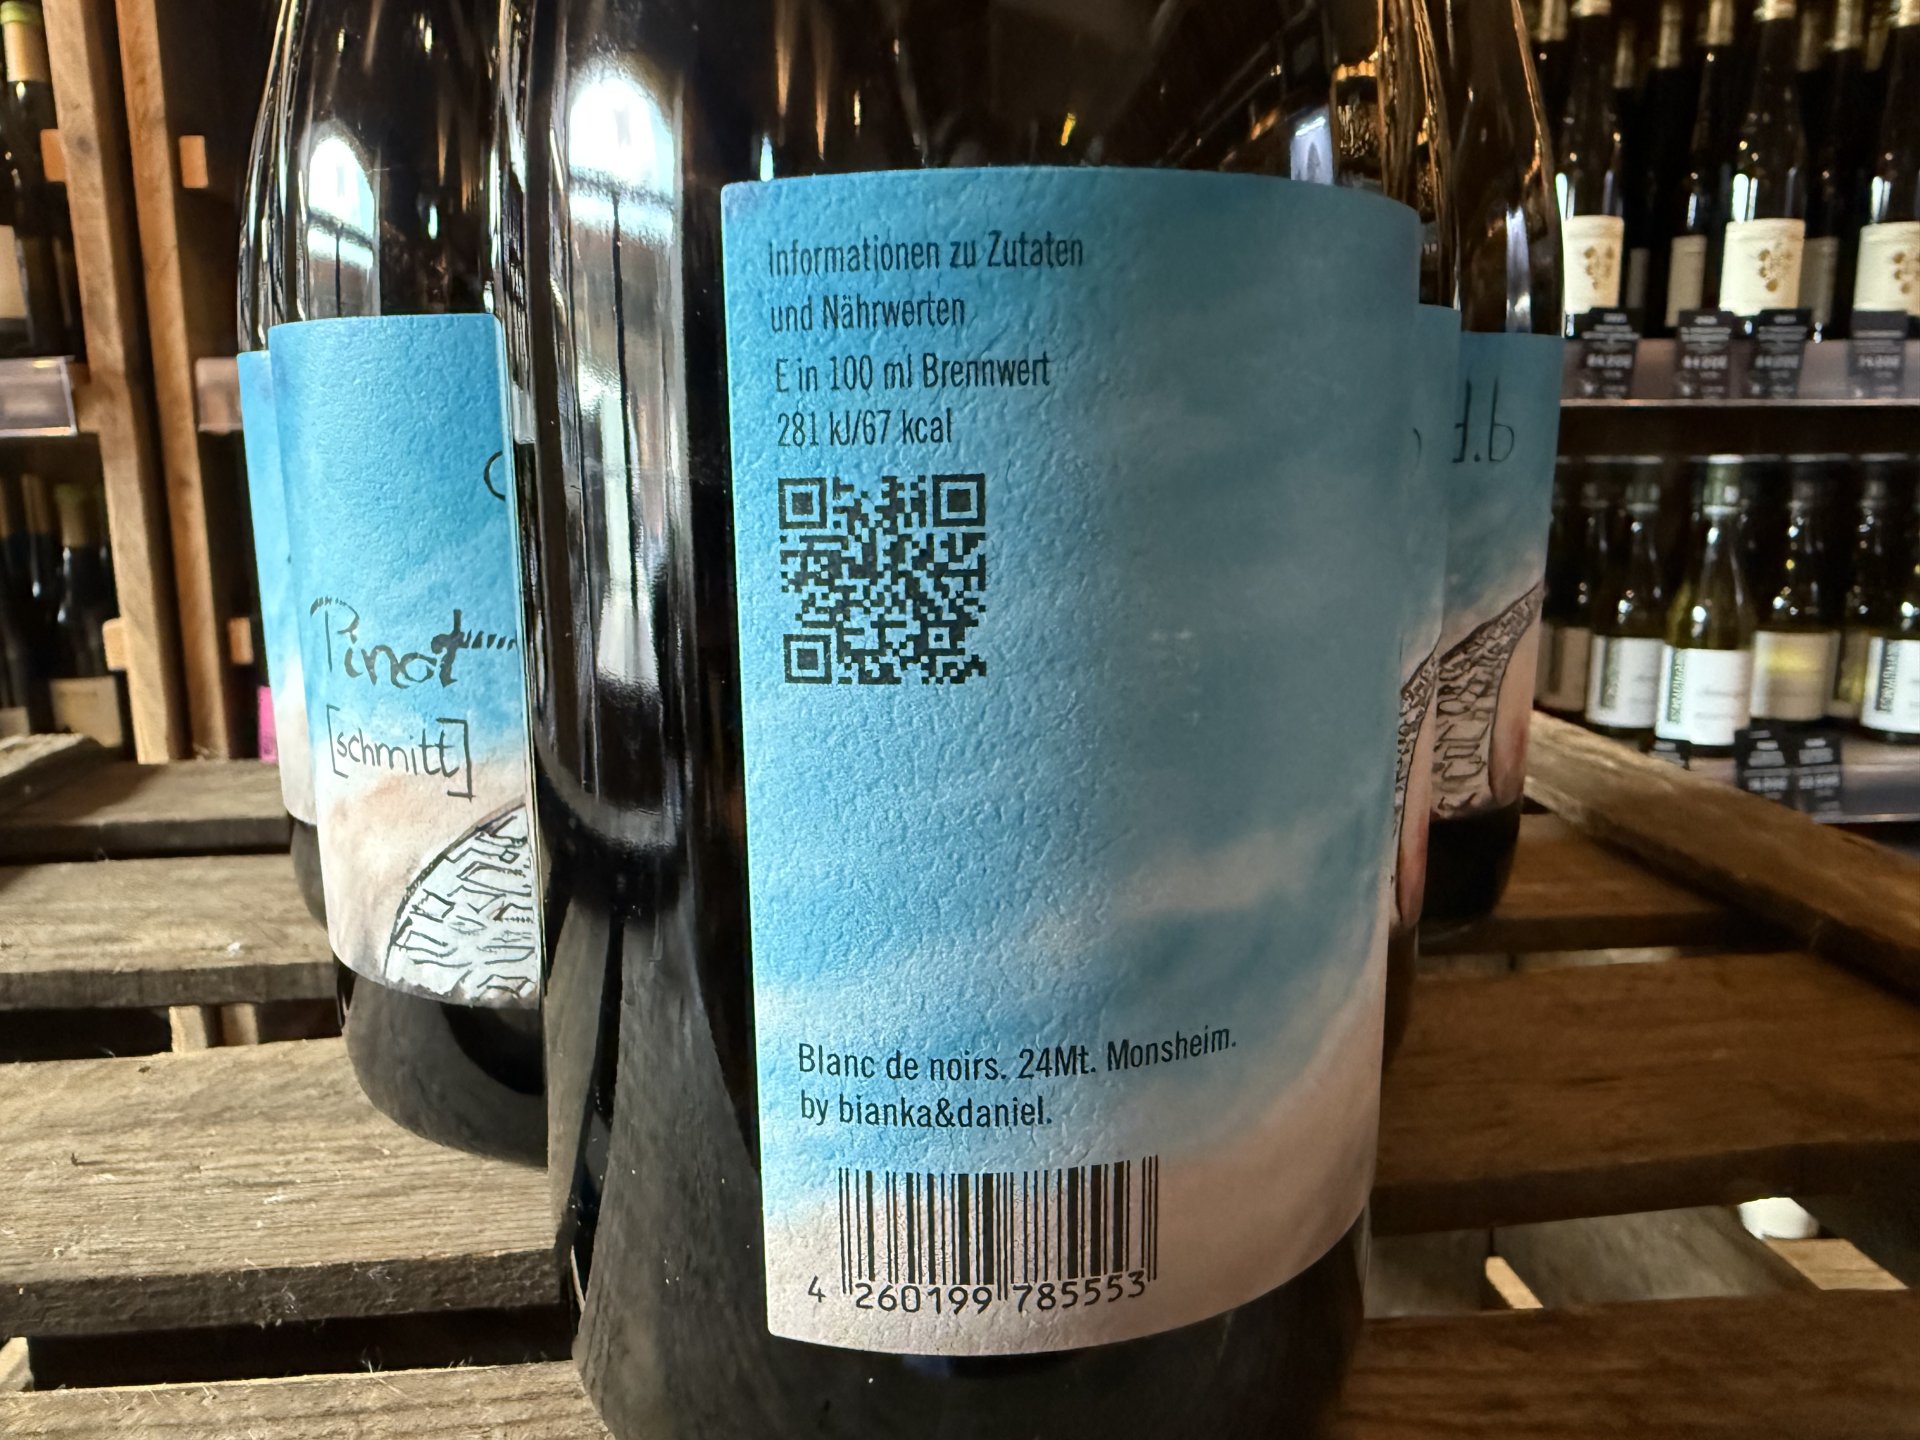 Informationen zu Zutaten
und Nährwerten
E in 100 ml Brennwert
281 kJ/67 kcal
Blanc de noirs. 24Mt. Monsheim.
by bianka&daniel.
4 260199 785553
Pinot
[schmitt]
d.b